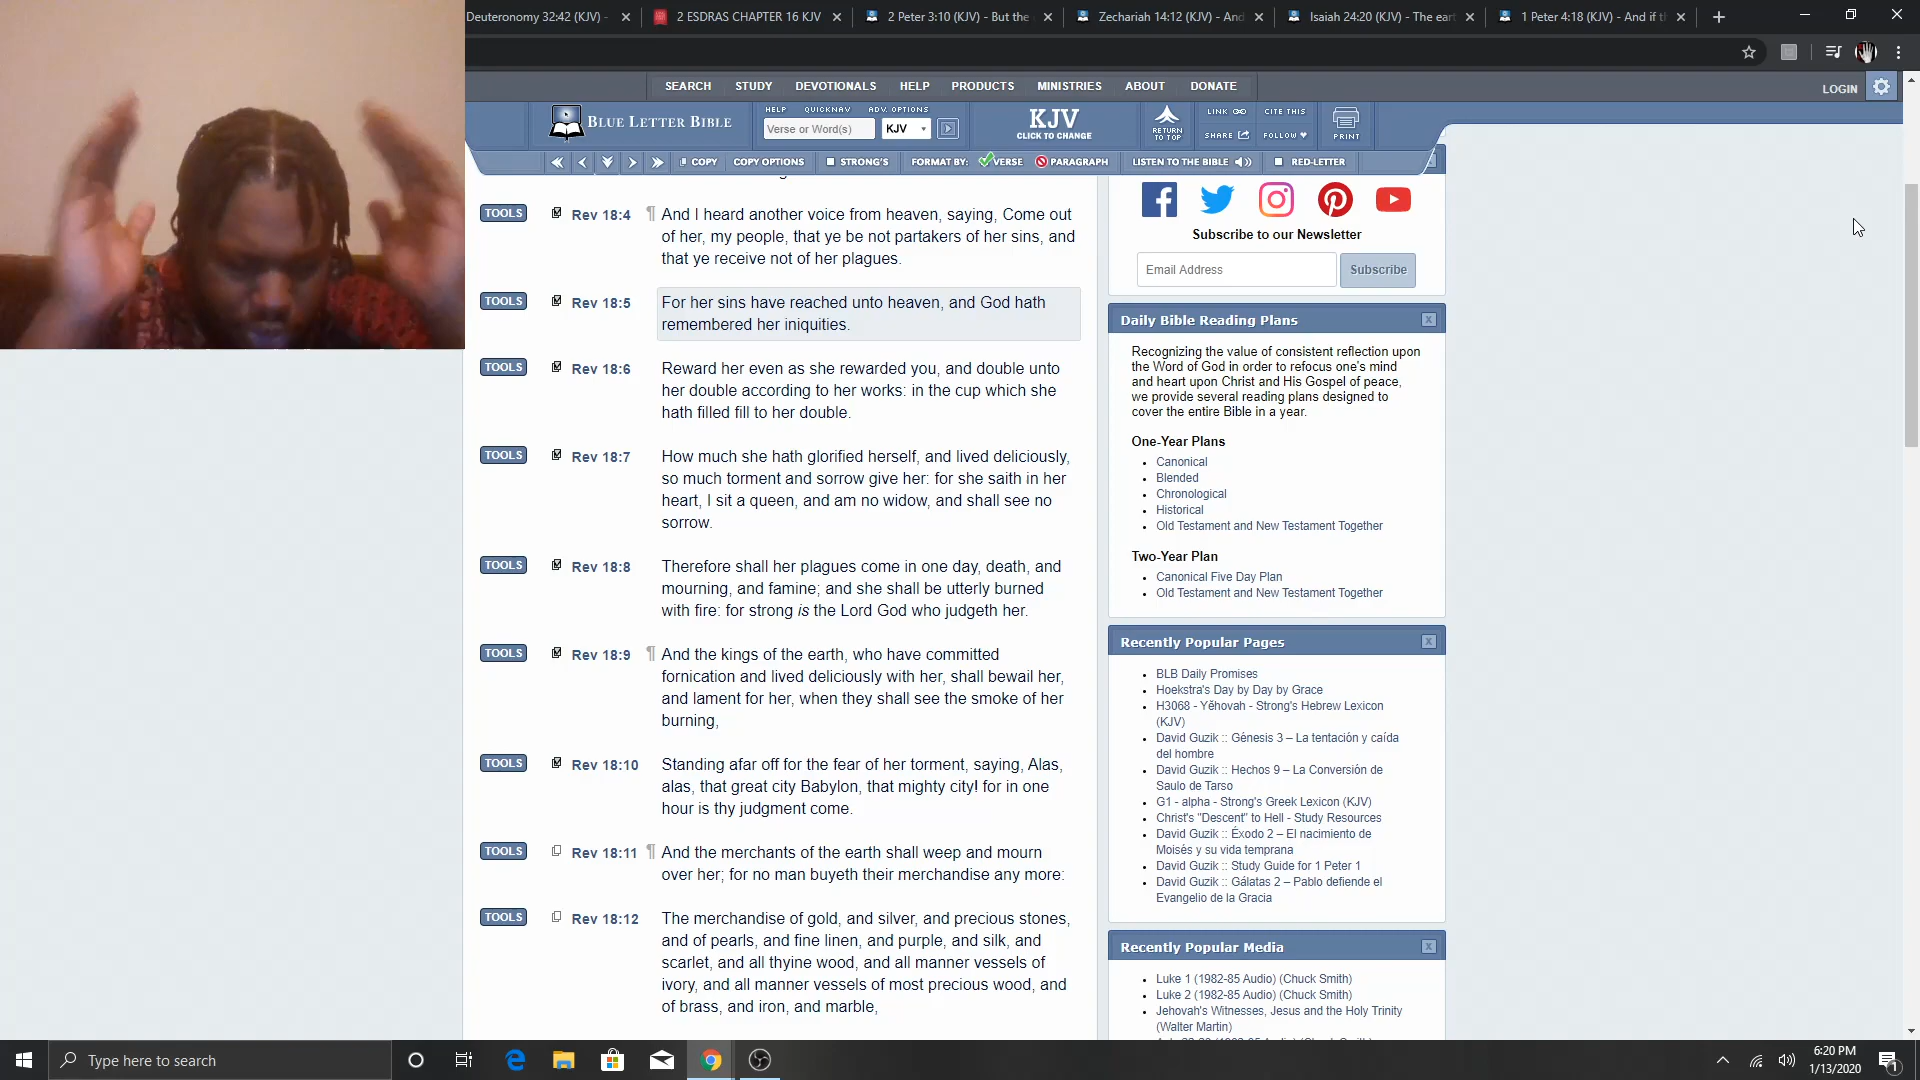 Deuteronomy 32:42 (KJV) -
2 ESDRAS CHAPTER 16 KJV
2 Peter 3:10 (KJV) - But the
Zechariah 14:12 (KJV) - And
Isaiah 24:20 (KJV) - The eart
1 Peter 4:18 (KJV) - And if th
SEARCH STUDY DEVOTIONALS HELP PRODUCTS MINISTRIES ABOUT DONATE
LOGIN
BLUE LETTER BIBLE
HELP QUICKNAV ADV. OPTIONS
Verse or Word(s)
KJV
KJV
CLICK TO CHANGE
RETURN
TO TOP
LINK
CITE THIS
SHARE
FOLLOW
PRINT
COPY
COPY OPTIONS
STRONG'S
FORMAT BY:
VERSE
PARAGRAPH
LISTEN TO THE BIBLE
RED-LETTER
TOOLS Rev 18:4 ¶ And I heard another voice from heaven, saying, Come out
of her, my people, that ye be not partakers of her sins, and
that ye receive not of her plagues.
TOOLS Rev 18:5 For her sins have reached unto heaven, and God hath
remembered her iniquities.
TOOLS Rev 18:6 Reward her even as she rewarded you, and double unto
her double according to her works: in the cup which she
hath filled fill to her double.
TOOLS Rev 18:7 How much she hath glorified herself, and lived deliciously,
so much torment and sorrow give her: for she saith in her
heart, I sit a queen, and am no widow, and shall see no
sorrow.
TOOLS Rev 18:8 Therefore shall her plagues come in one day, death, and
mourning, and famine; and she shall be utterly burned
with fire: for strong is the Lord God who judgeth her.
TOOLS Rev 18:9 ¶ And the kings of the earth, who have committed
fornication and lived deliciously with her, shall bewail her,
and lament for her, when they shall see the smoke of her
burning,
TOOLS Rev 18:10 Standing afar off for the fear of her torment, saying, Alas,
alas, that great city Babylon, that mighty city! for in one
hour is thy judgment come.
TOOLS Rev 18:11 ¶ And the merchants of the earth shall weep and mourn
over her; for no man buyeth their merchandise any more:
TOOLS Rev 18:12 The merchandise of gold, and silver, and precious stones,
and of pearls, and fine linen, and purple, and silk, and
scarlet, and all thyine wood, and all manner vessels of
ivory, and all manner vessels of most precious wood, and
of brass, and iron, and marble,
Subscribe to our Newsletter
Email Address
Subscribe
Daily Bible Reading Plans
Recognizing the value of consistent reflection upon
the Word of God in order to refocus one's mind
and heart upon Christ and His Gospel of peace,
we provide several reading plans designed to
cover the entire Bible in a year.
One-Year Plans
Canonical
Blended
Chronological
Historical
Old Testament and New Testament Together
Two-Year Plan
Canonical Five Day Plan
Old Testament and New Testament Together
Recently Popular Pages
BLB Daily Promises
Hoekstra's Day by Day by Grace
H3068 - Yĕhovah - Strong's Hebrew Lexicon
(KJV)
David Guzik :: Génesis 3 – La tentación y caída
del hombre
David Guzik :: Hechos 9 – La Conversión de
Saulo de Tarso
G1 - alpha - Strong's Greek Lexicon (KJV)
Christ's "Descent" to Hell - Study Resources
David Guzik :: Éxodo 2 – El nacimiento de
Moisés y su vida temprana
David Guzik :: Study Guide for 1 Peter 1
David Guzik :: Gálatas 2 – Pablo defiende el
Evangelio de la Gracia
Recently Popular Media
Luke 1 (1982-85 Audio) (Chuck Smith)
Luke 2 (1982-85 Audio) (Chuck Smith)
Jehovah's Witnesses, Jesus and the Holy Trinity
(Walter Martin)
Type here to search
6:20 PM
1/13/2020
1